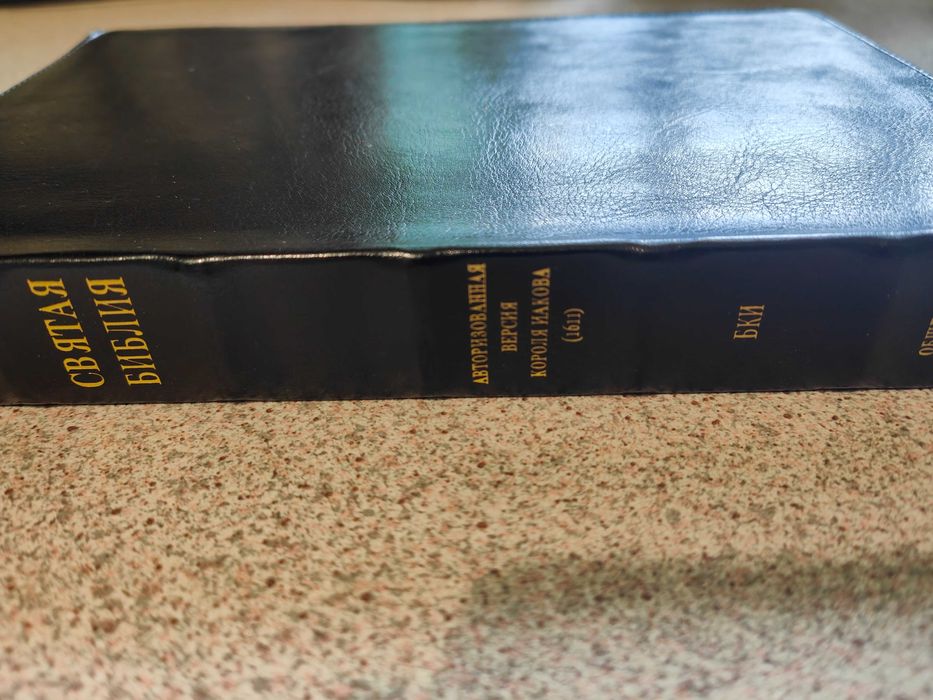 СВЯТАЯ
БИБЛИЯ
АВТОРИЗОВАННАЯ
ВЕРСИЯ
КОРОЛЯ ИАКОВА
(1611)
БКИ